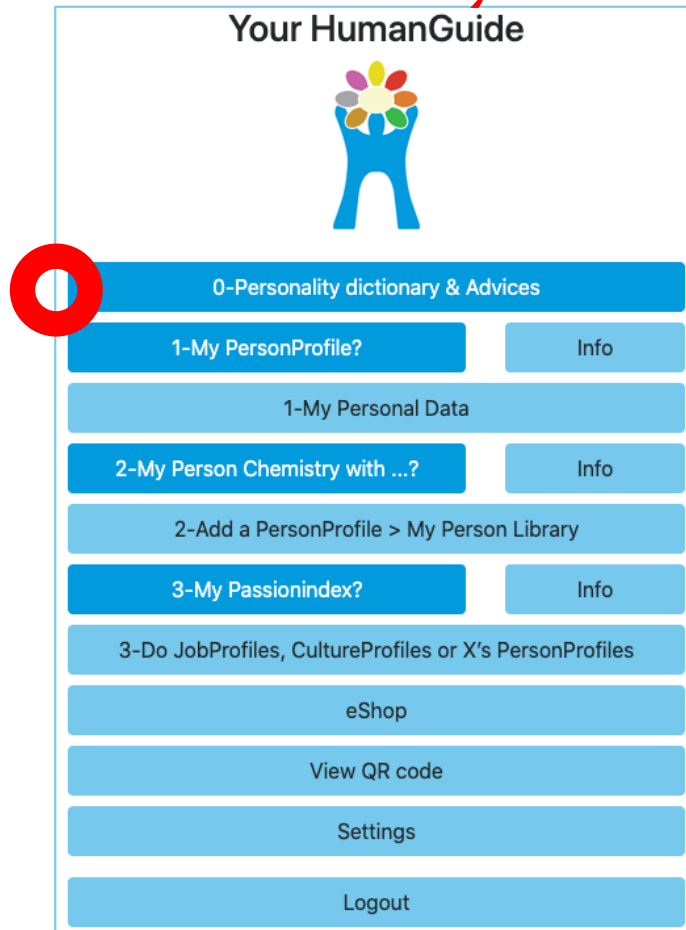 Your HumanGuide
0-Personality dictionary & Advices
1-My PersonProfile?
Info
1-My Personal Data
2-My Person Chemistry with ...?
Info
2-Add a PersonProfile > My Person Library
3-My Passionindex?
Info
3-Do JobProfiles, CultureProfiles or X's PersonProfiles
eShop
View QR code
Settings
Logout